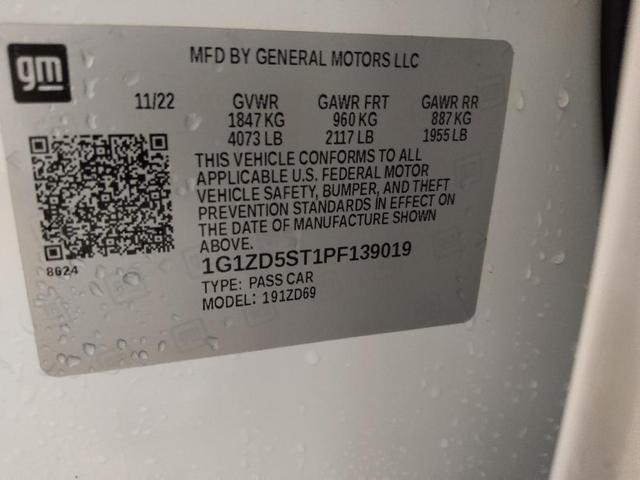 gm
MFD BY GENERAL MOTORS LLC
11/22 GVWR GAWR FRT GAWR RR
1847 KG 960 KG 887 KG
4073 LB 2117 LB 1955 LB
THIS VEHICLE CONFORMS TO ALL
APPLICABLE U.S. FEDERAL MOTOR
VEHICLE SAFETY, BUMPER, AND THEFT
PREVENTION STANDARDS IN EFFECT ON
THE DATE OF MANUFACTURE SHOWN
ABOVE.
8624
1G1ZD5ST1PF139019
TYPE: PASS CAR
MODEL: 191ZD69